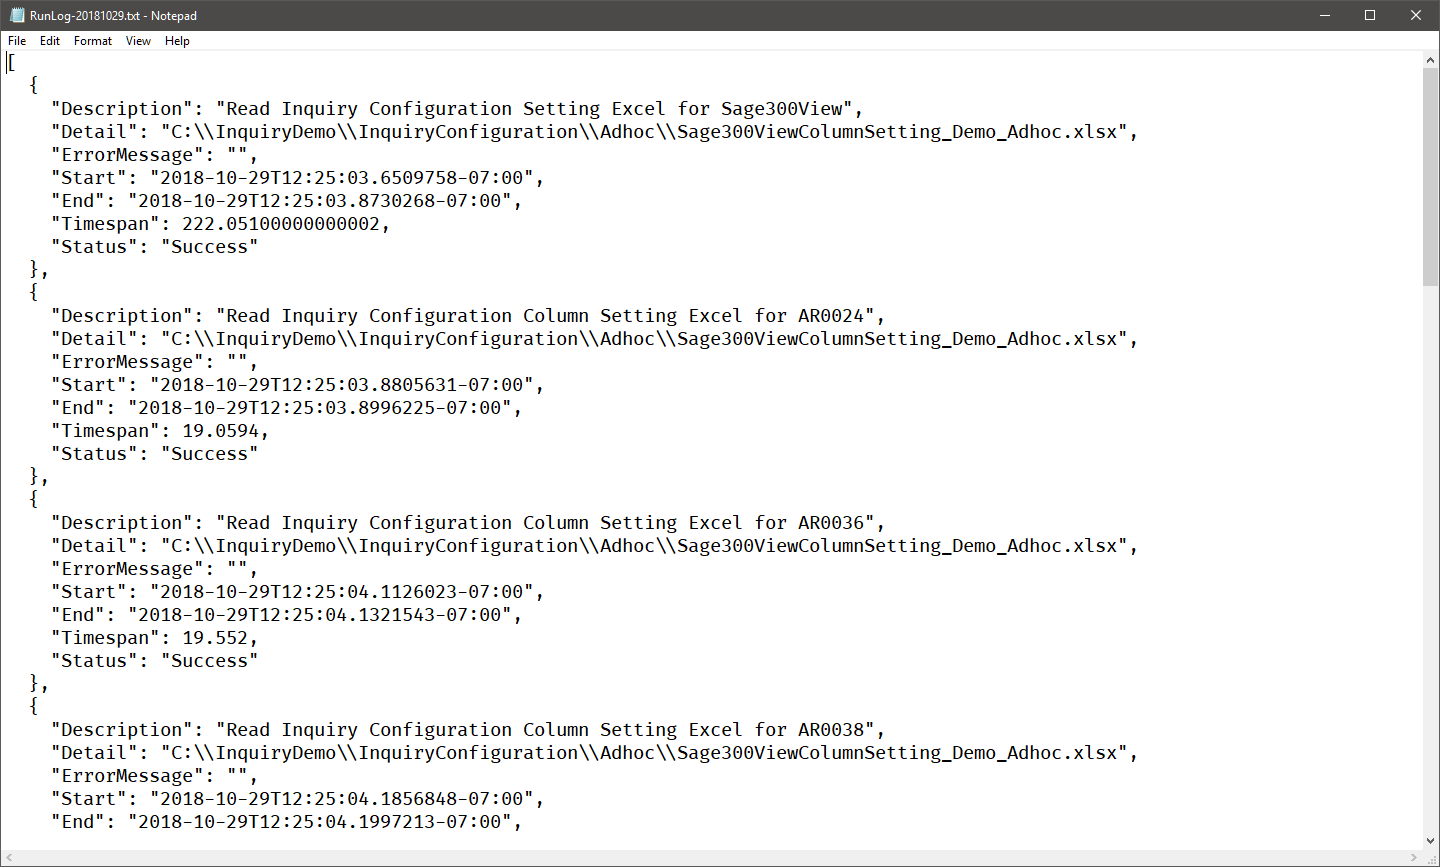 RunLog-20181029.txt - Notepad
File Edit Format View Help
[
  {
    "Description": "Read Inquiry Configuration Setting Excel for Sage300View",
    "Detail": "C:\\InquiryDemo\\InquiryConfiguration\\Adhoc\\Sage300ViewColumnSetting_Demo_Adhoc.xlsx",
    "ErrorMessage": "",
    "Start": "2018-10-29T12:25:03.6509758-07:00",
    "End": "2018-10-29T12:25:03.8730268-07:00",
    "Timespan": 222.05100000000002,
    "Status": "Success"
  },
  {
    "Description": "Read Inquiry Configuration Column Setting Excel for AR0024",
    "Detail": "C:\\InquiryDemo\\InquiryConfiguration\\Adhoc\\Sage300ViewColumnSetting_Demo_Adhoc.xlsx",
    "ErrorMessage": "",
    "Start": "2018-10-29T12:25:03.8805631-07:00",
    "End": "2018-10-29T12:25:03.8996225-07:00",
    "Timespan": 19.0594,
    "Status": "Success"
  },
  {
    "Description": "Read Inquiry Configuration Column Setting Excel for AR0036",
    "Detail": "C:\\InquiryDemo\\InquiryConfiguration\\Adhoc\\Sage300ViewColumnSetting_Demo_Adhoc.xlsx",
    "ErrorMessage": "",
    "Start": "2018-10-29T12:25:04.1126023-07:00",
    "End": "2018-10-29T12:25:04.1321543-07:00",
    "Timespan": 19.552,
    "Status": "Success"
  },
  {
    "Description": "Read Inquiry Configuration Column Setting Excel for AR0038",
    "Detail": "C:\\InquiryDemo\\InquiryConfiguration\\Adhoc\\Sage300ViewColumnSetting_Demo_Adhoc.xlsx",
    "ErrorMessage": "",
    "Start": "2018-10-29T12:25:04.1856848-07:00",
    "End": "2018-10-29T12:25:04.1997213-07:00",